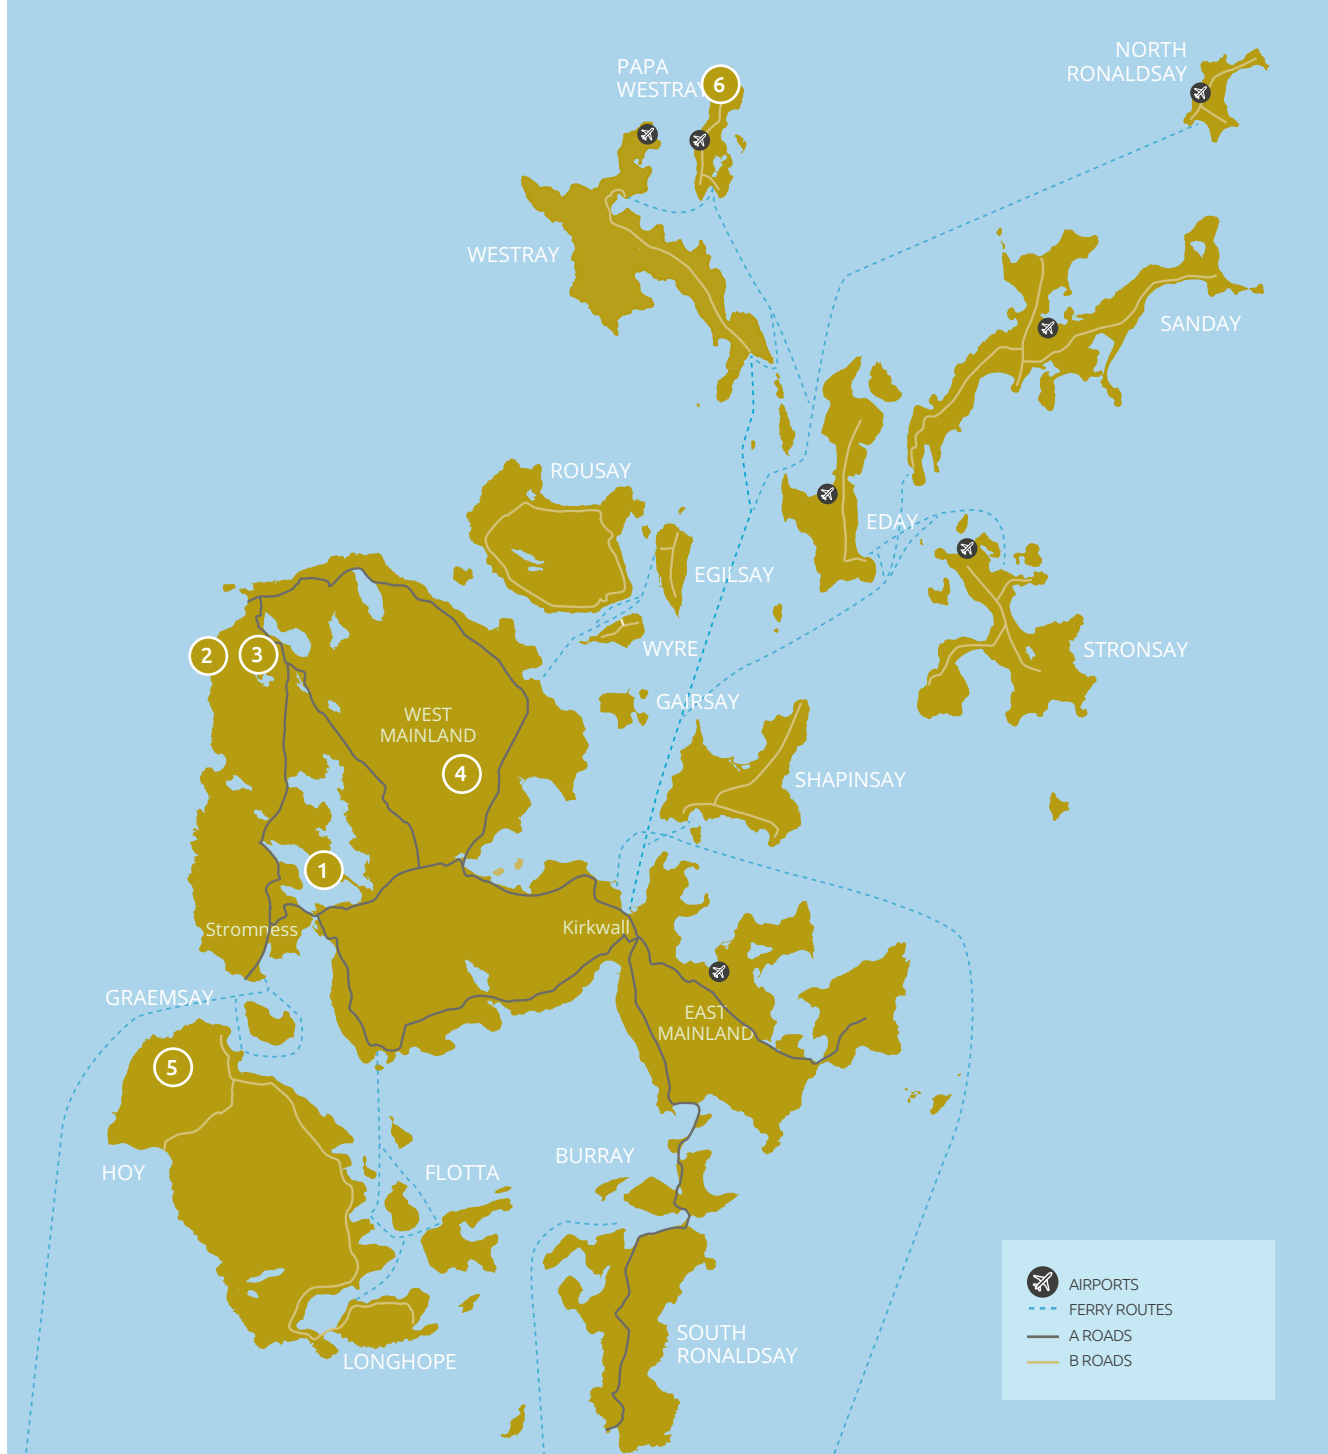 NORTH
RONALDSAY
PAPA
WESTRAY
6
WESTRAY
SANDAY
ROUSAY
EDAY
EGILSAY
WYRE
STRONSAY
2
3
GAIRSAY
WEST
MAINLAND
4
SHAPINSAY
1
Stromness
Kirkwall
GRAEMSAY
EAST
MAINLAND
5
BURRAY
HOY
FLOTTA
SOUTH
RONALDSAY
LONGHOPE
AIRPORTS
FERRY ROUTES
A ROADS
B ROADS